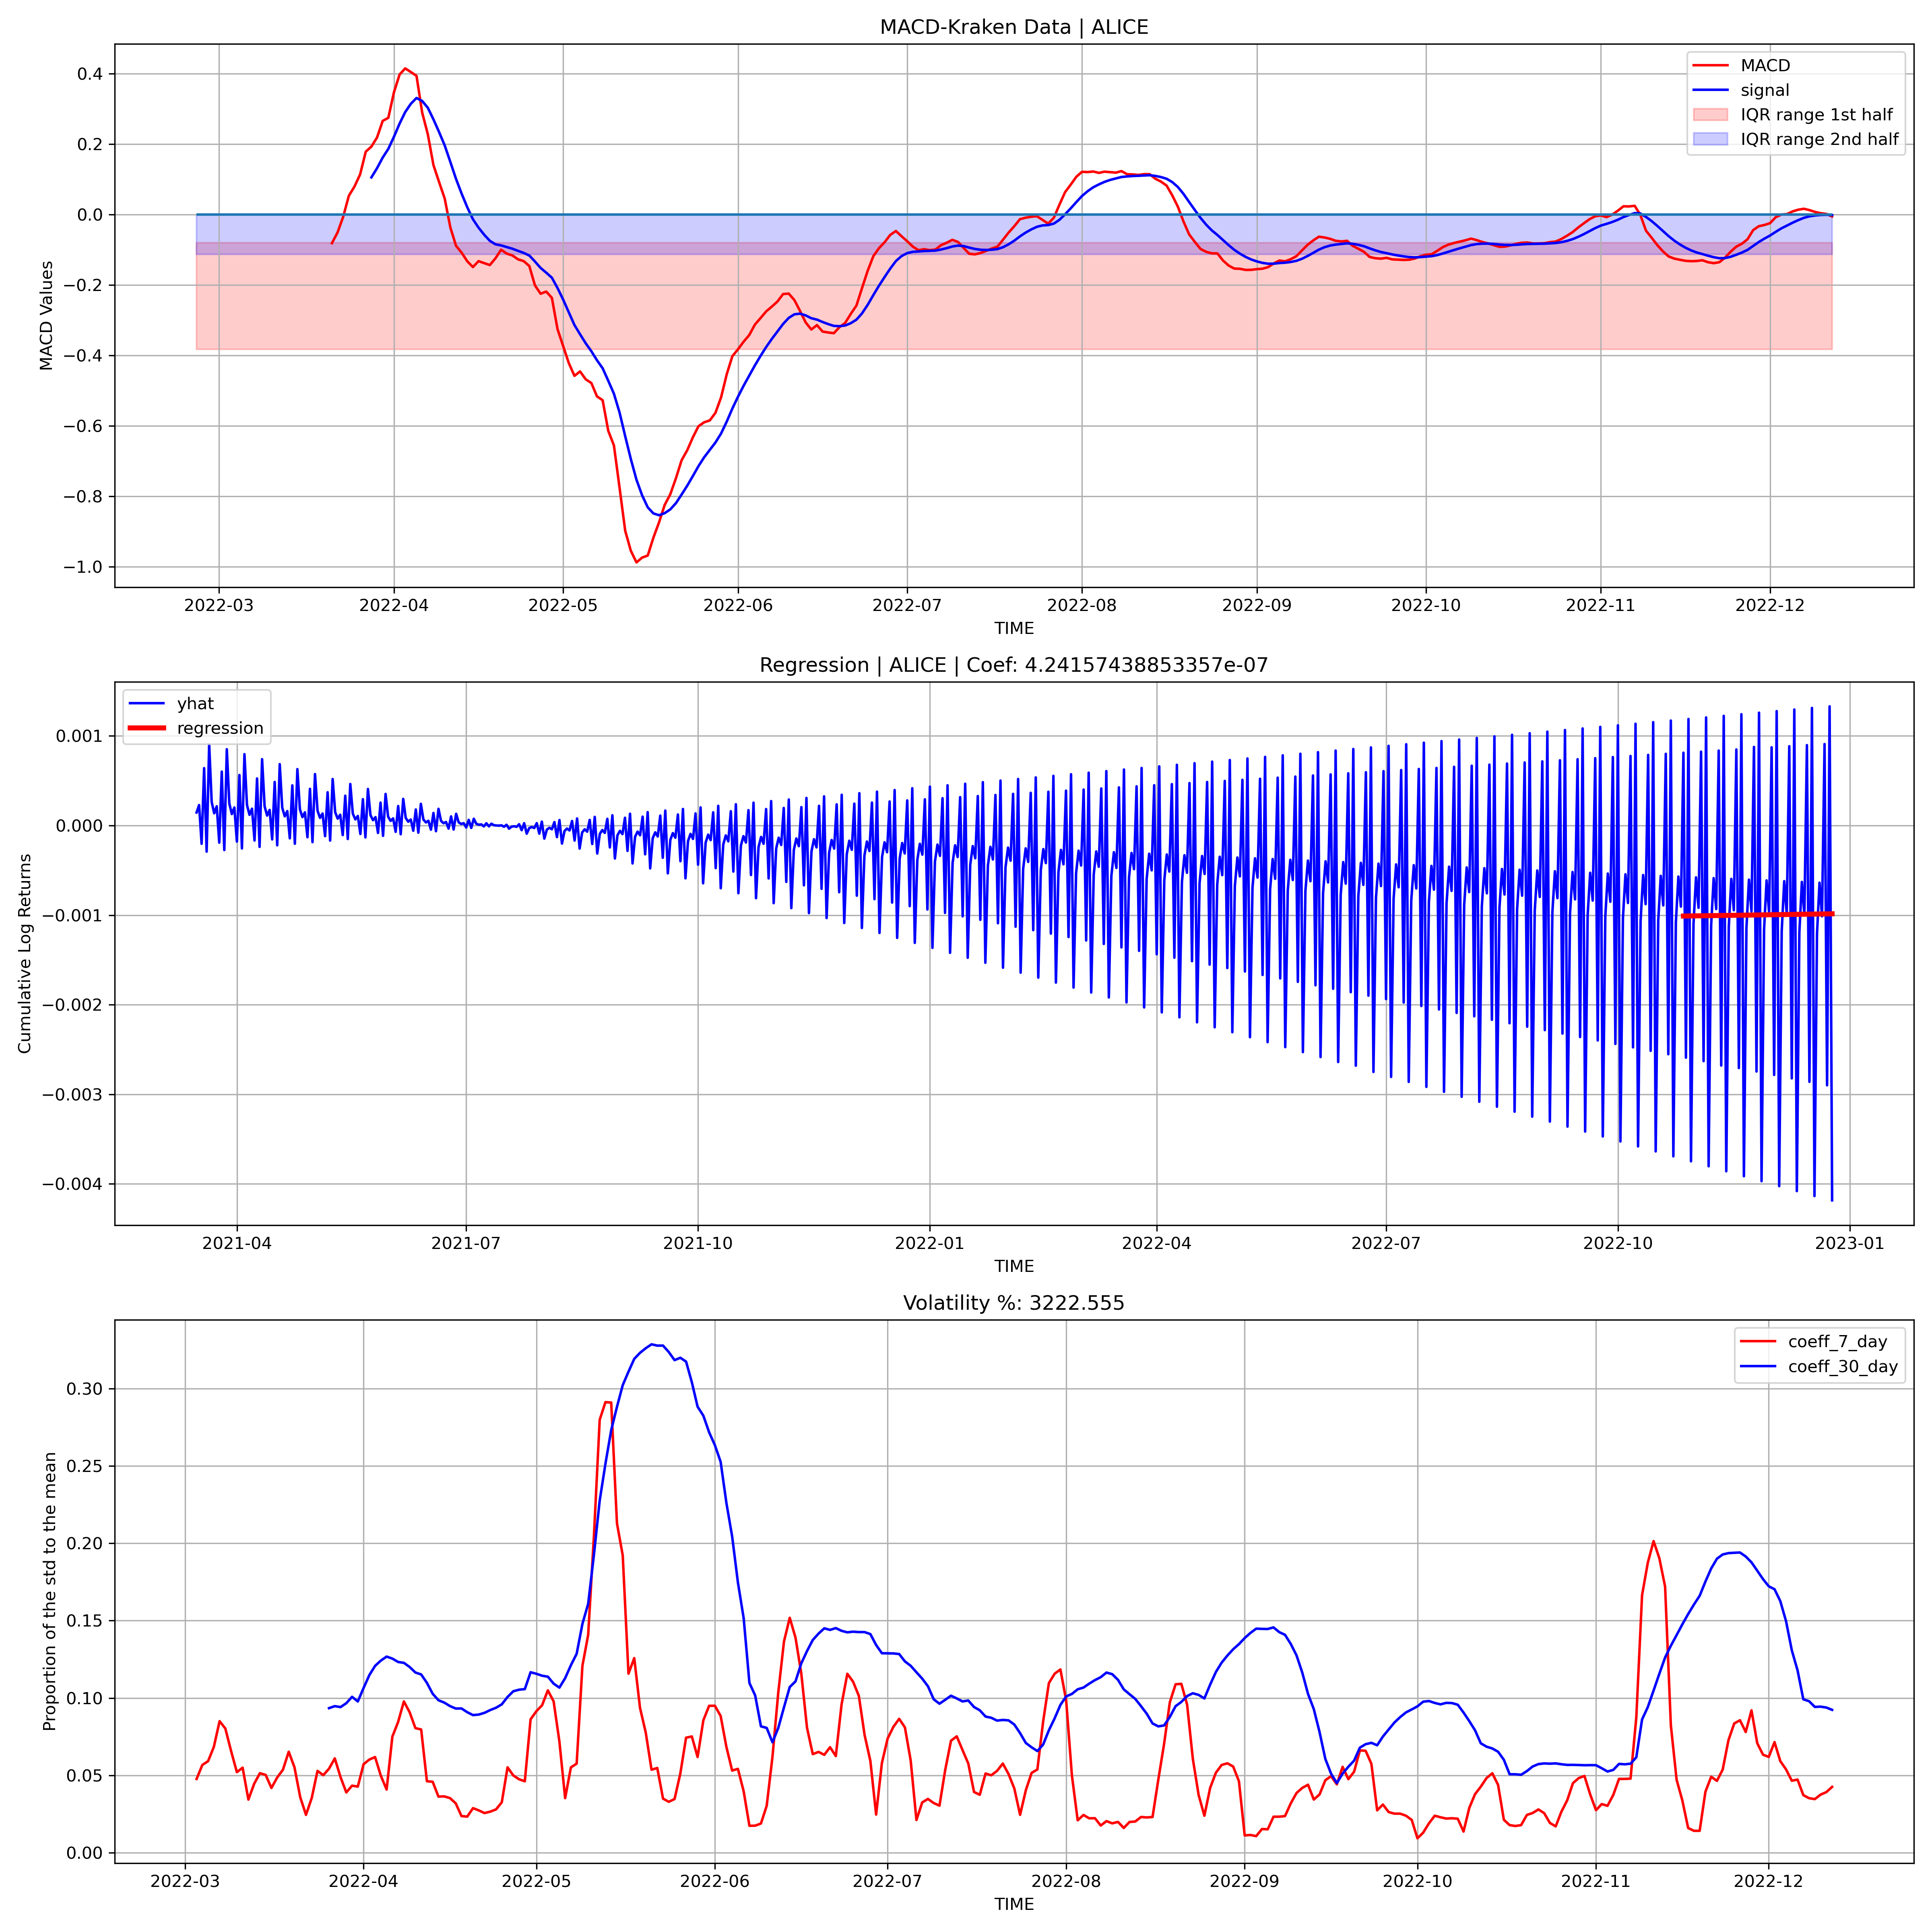 MACD-Kraken Data | ALICE
MACD
signal
IQR range 1st half
IQR range 2nd half
MACD Values
0.4
0.2
0.0
−0.2
−0.4
−0.6
−0.8
−1.0
2022-03 2022-04 2022-05 2022-06 2022-07 2022-08 2022-09 2022-10 2022-11 2022-12
TIME
Regression | ALICE | Coef: 4.24157438853357e-07
yhat
regression
Cumulative Log Returns
0.001
0.000
−0.001
−0.002
−0.003
−0.004
2021-04 2021-07 2021-10 2022-01 2022-04 2022-07 2022-10 2023-01
TIME
Volatility %: 3222.555
coeff_7_day
coeff_30_day
Proportion of the std to the mean
0.30
0.25
0.20
0.15
0.10
0.05
0.00
2022-03 2022-04 2022-05 2022-06 2022-07 2022-08 2022-09 2022-10 2022-11 2022-12
TIME